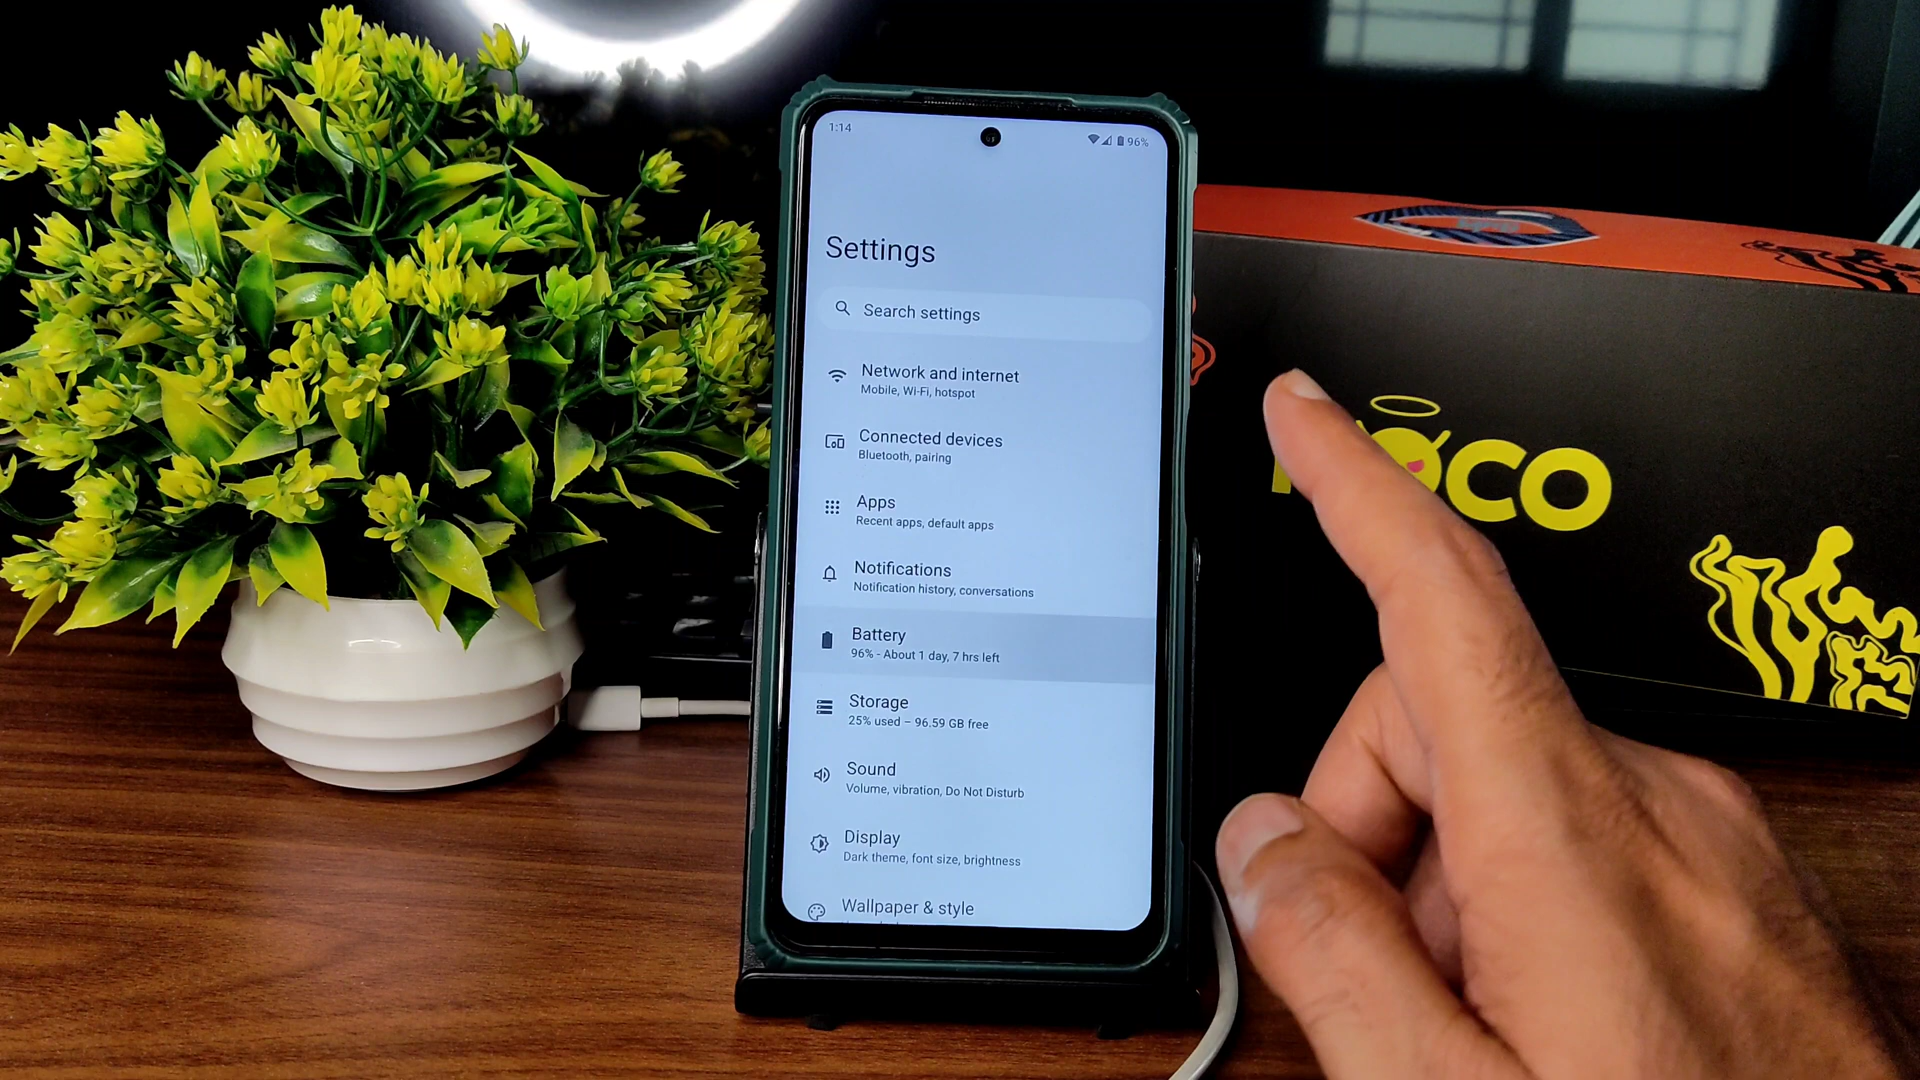 1:14
96%
Settings
Search settings
Network and internet
Mobile, Wi-Fi, hotspot
Connected devices
Bluetooth, pairing
Apps
Recent apps, default apps
Notifications
Notification history, conversations
Battery
96% - About 1 day, 7 hrs left
Storage
25% used – 96.59 GB free
Sound
Volume, vibration, Do Not Disturb
Display
Dark theme, font size, brightness
Wallpaper & style
POCO